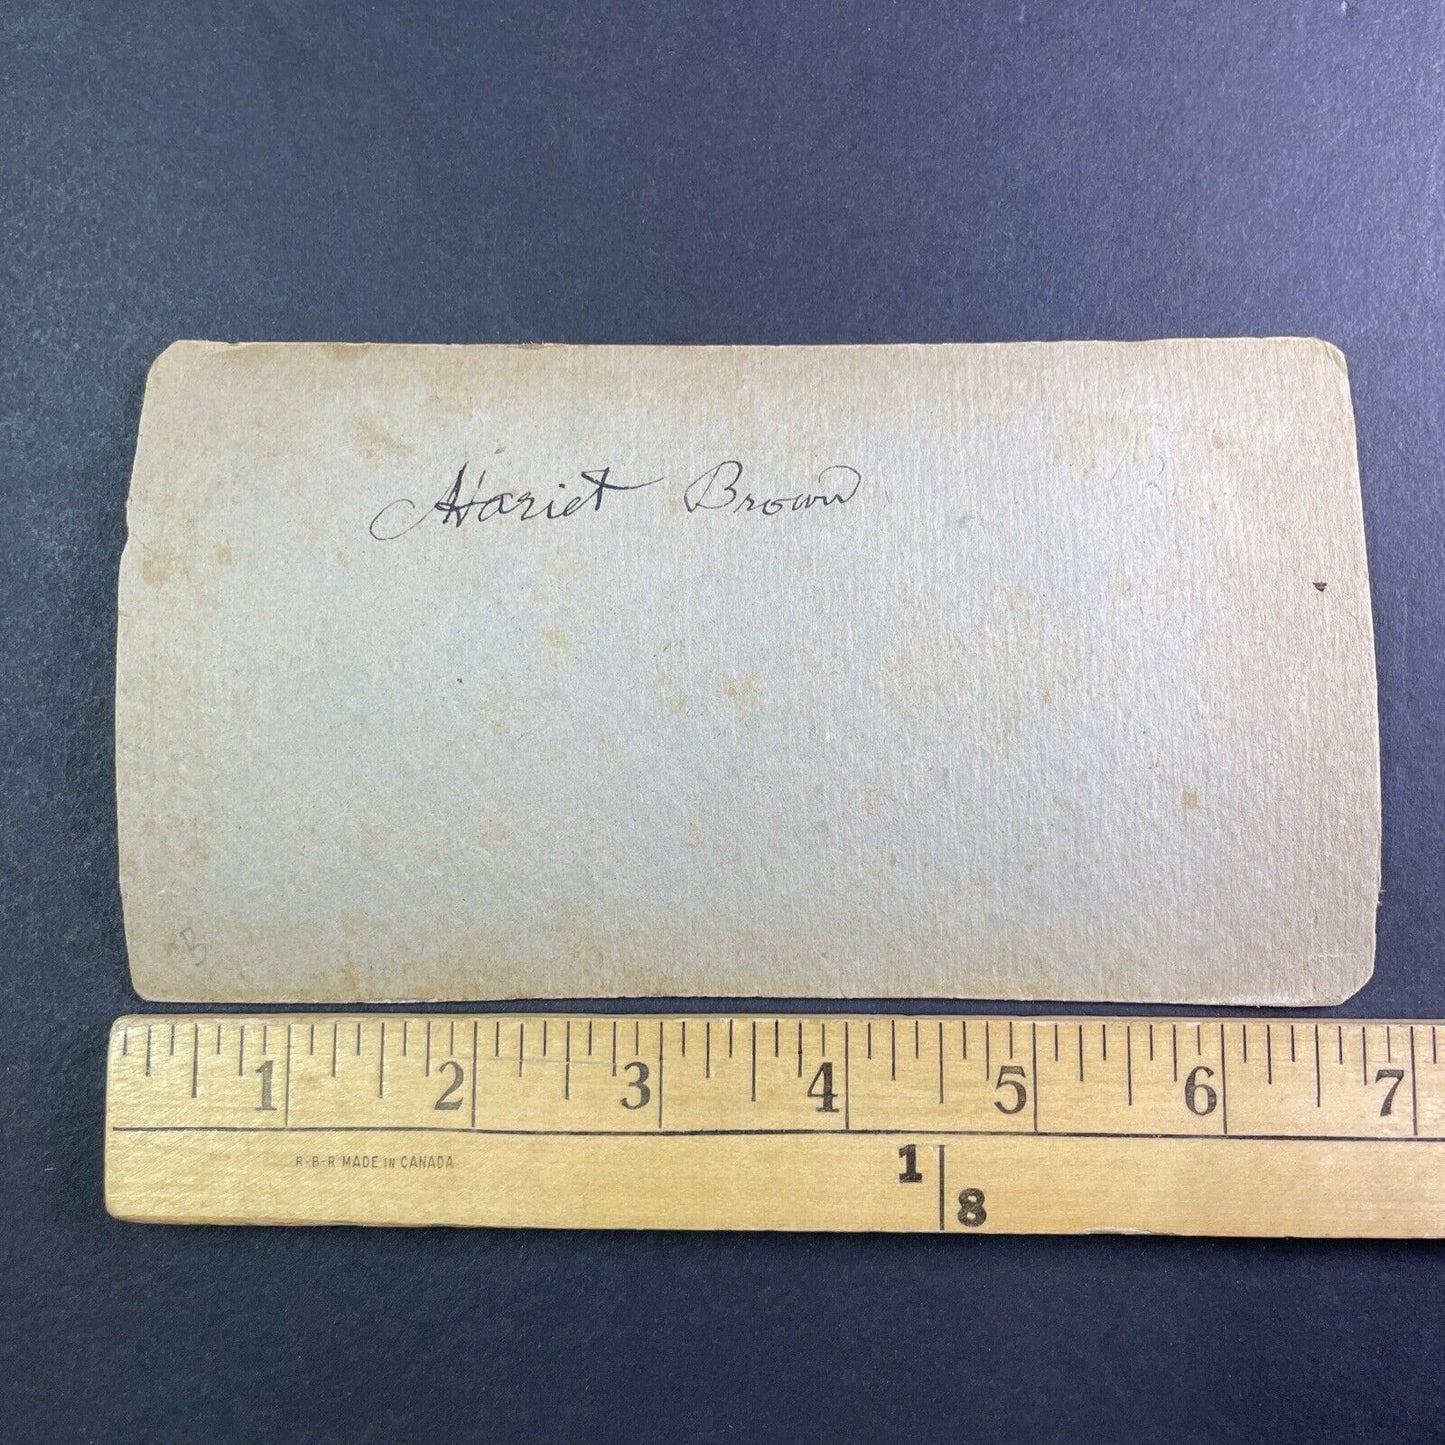 Hariet Brown
B
1 2 3 4 5 6 7
R-B-R MADE IN CANADA
1
8